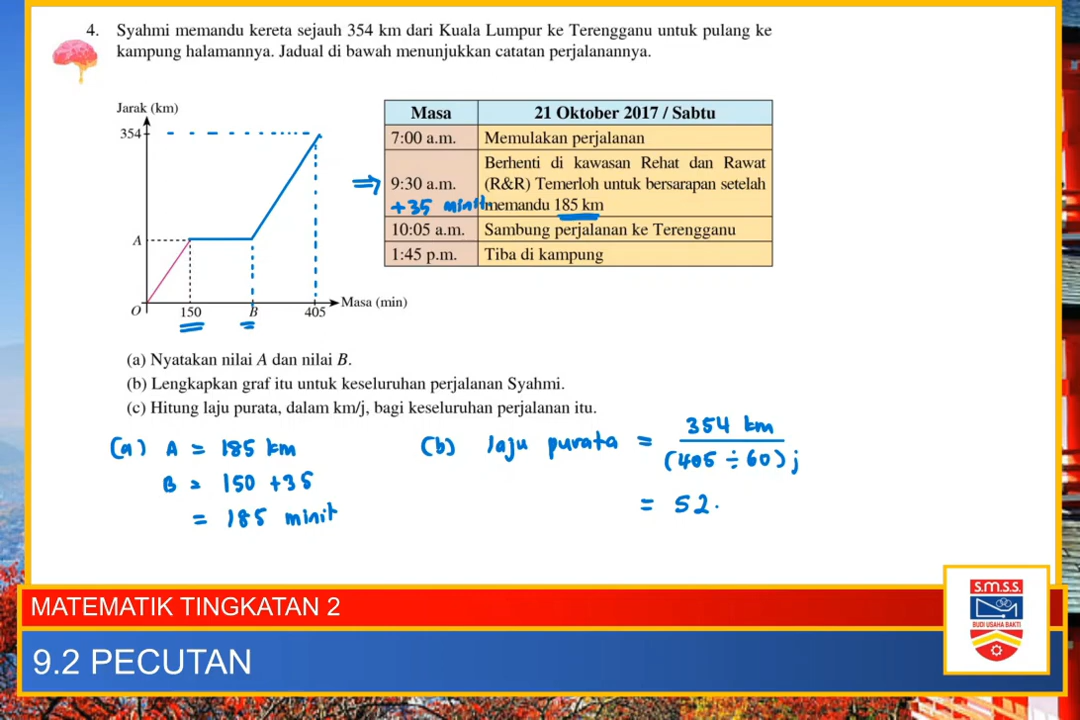 4. Syahmi memandu kereta sejauh 354 km dari Kuala Lumpur ke Terengganu untuk pulang ke
kampung halamannya. Jadual di bawah menunjukkan catatan perjalanannya.
Jarak (km)
354
A
O
150
B
405
Masa (min)
Masa 21 Oktober 2017 / Sabtu
7:00 a.m. Memulakan perjalanan
Berhenti di kawasan Rehat dan Rawat
9:30 a.m. (R&R) Temerloh untuk bersarapan setelah
+35 minit memandu 185 km
10:05 a.m. Sambung perjalanan ke Terengganu
1:45 p.m. Tiba di kampung
(a) Nyatakan nilai A dan nilai B.
(b) Lengkapkan graf itu untuk keseluruhan perjalanan Syahmi.
(c) Hitung laju purata, dalam km/j, bagi keseluruhan perjalanan itu.
(a) A = 185 km
B = 150 + 35
= 185 minit
(b) laju purata = 354 km
(405 ÷ 60) j
= 52.
MATEMATIK TINGKATAN 2
9.2 PECUTAN
S.M.S.S.
BUDI USAHA BAKTI